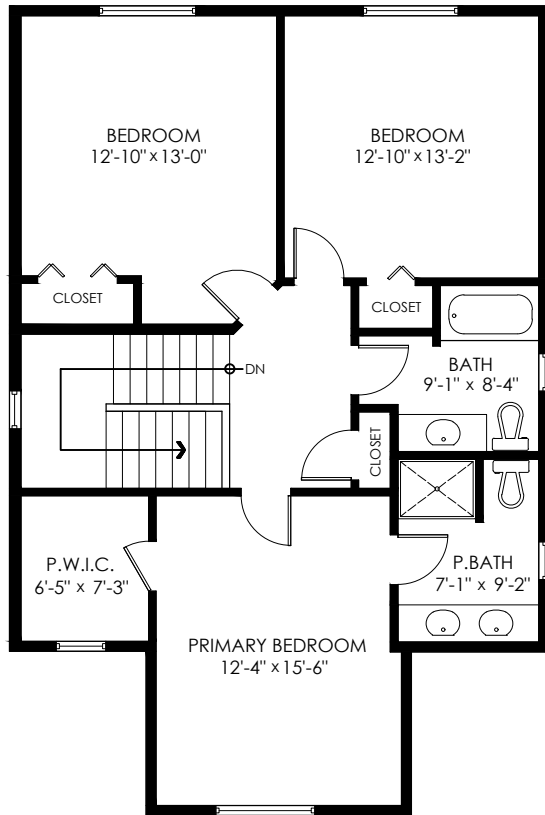 BEDROOM
12'-10" x 13'-0"
BEDROOM
12'-10" x 13'-2"
CLOSET
CLOSET
DN
BATH
9'-1" x 8'-4"
CLOSET
P.W.I.C.
6'-5" x 7'-3"
P.BATH
7'-1" x 9'-2"
PRIMARY BEDROOM
12'-4" x 15'-6"